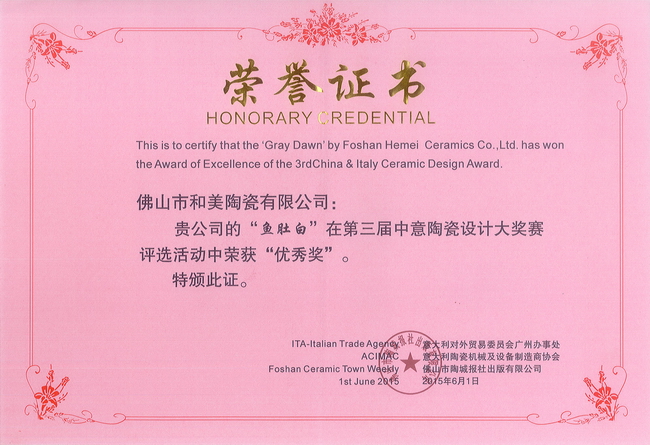 荣誉证书
HONORARY CREDENTIAL
This is to certify that the ‘Gray Dawn’ by Foshan Hemei Ceramics Co.,Ltd. has won
the Award of Excellence of the 3rdChina & Italy Ceramic Design Award.
佛山市和美陶瓷有限公司：
贵公司的“鱼肚白”在第三届中意陶瓷设计大奖赛
评选活动中荣获“优秀奖”。
特颁此证。
ITA-Italian Trade Agency 意大利对外贸易委员会广州办事处
ACIMAC 意大利陶瓷机械及设备制造商协会
Foshan Ceramic Town Weekly 佛山市陶城报社出版有限公司
1st June 2015 2015年6月1日